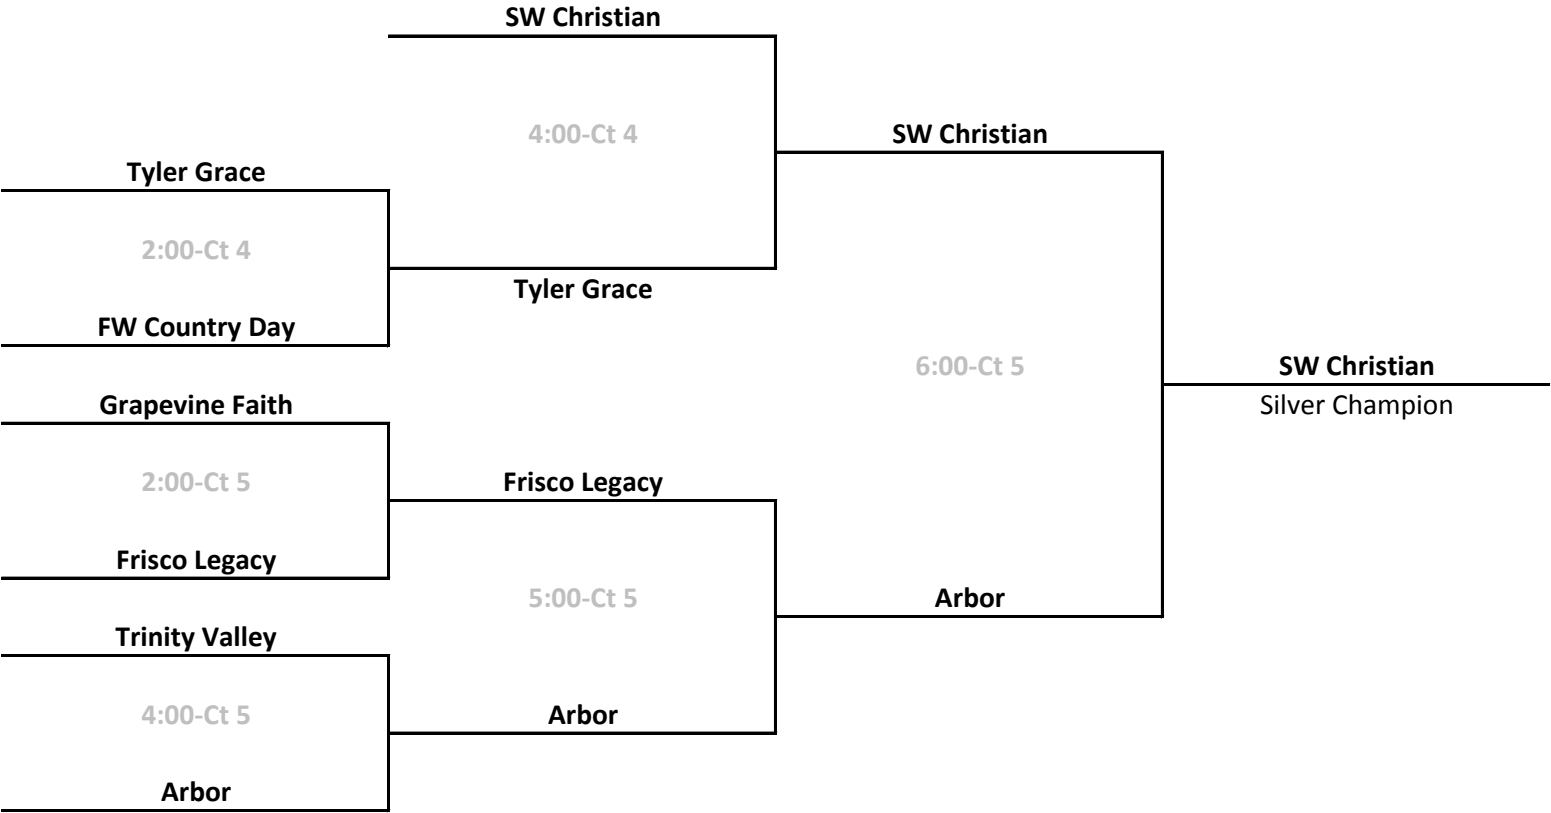 SW Christian
4:00-Ct 4
SW Christian
Tyler Grace
2:00-Ct 4
Tyler Grace
FW Country Day
6:00-Ct 5
SW Christian
Silver Champion
Grapevine Faith
2:00-Ct 5
Frisco Legacy
Frisco Legacy
5:00-Ct 5
Arbor
Trinity Valley
4:00-Ct 5
Arbor
Arbor